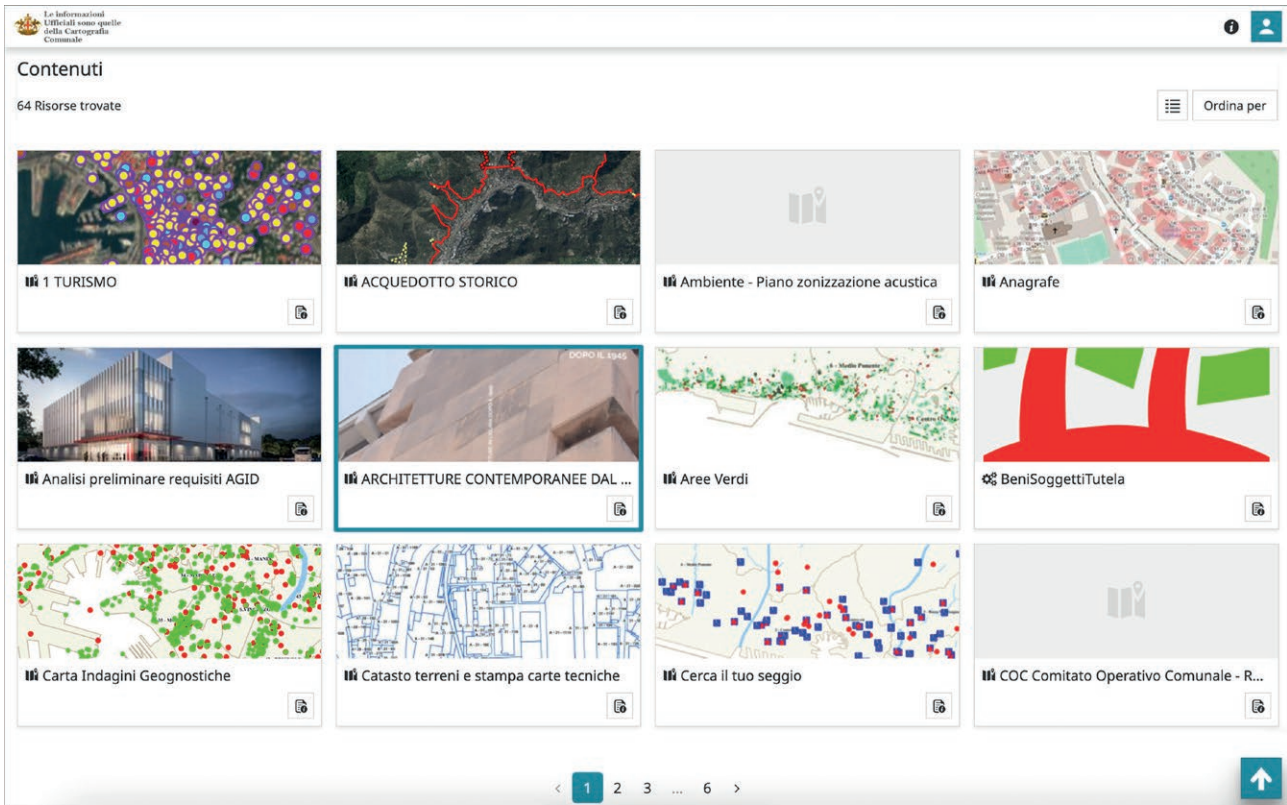 Le informazioni
Ufficiali sono quelle
della Cartografia
Comunale
Contenuti
64 Risorse trovate
Ordina per
1 TURISMO
ACQUEDOTTO STORICO
Ambiente - Piano zonizzazione acustica
Anagrafe
DOPO IL 1945
Analisi preliminare requisiti AGID
ARCHITETTURE CONTEMPORANEE DAL ...
Aree Verdi
BeniSoggettiTutela
Carta Indagini Geognostiche
Catasto terreni e stampa carte tecniche
Cerca il tuo seggio
COC Comitato Operativo Comunale - R...
< 1 2 3 ... 6 >